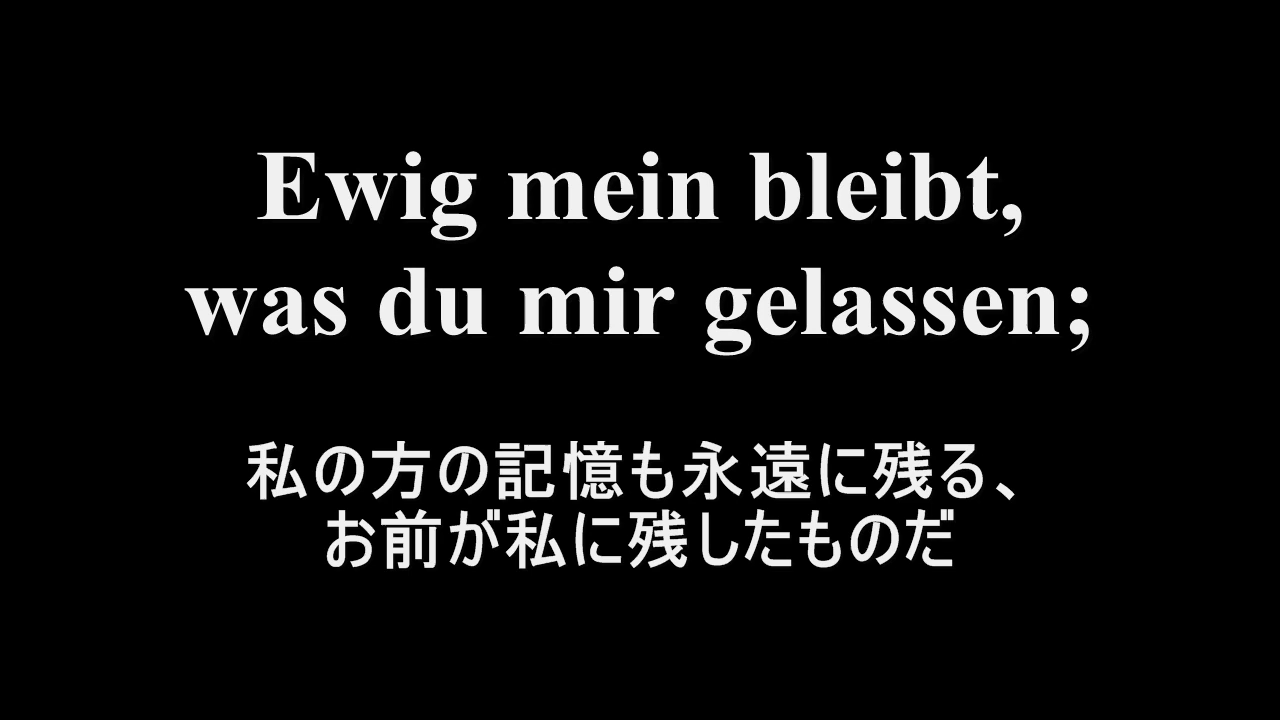 Ewig mein bleibt,
was du mir gelassen;
私の方の記憶も永遠に残る、
お前が私に残したものだ